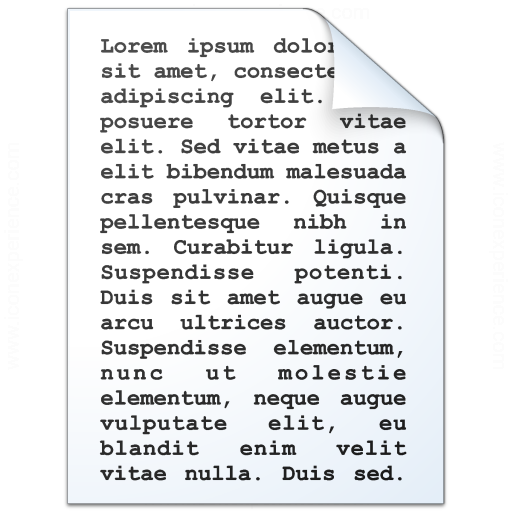 Lorem ipsum dolor
sit amet, consecte
adipiscing elit.
posuere tortor vitae
elit. Sed vitae metus a
elit bibendum malesuada
cras pulvinar. Quisque
pellentesque nibh in
sem. Curabitur ligula.
Suspendisse potenti.
Duis sit amet augue eu
arcu ultrices auctor.
Suspendisse elementum,
nunc ut molestie
elementum, neque augue
vulputate elit, eu
blandit enim velit
vitae nulla. Duis sed.